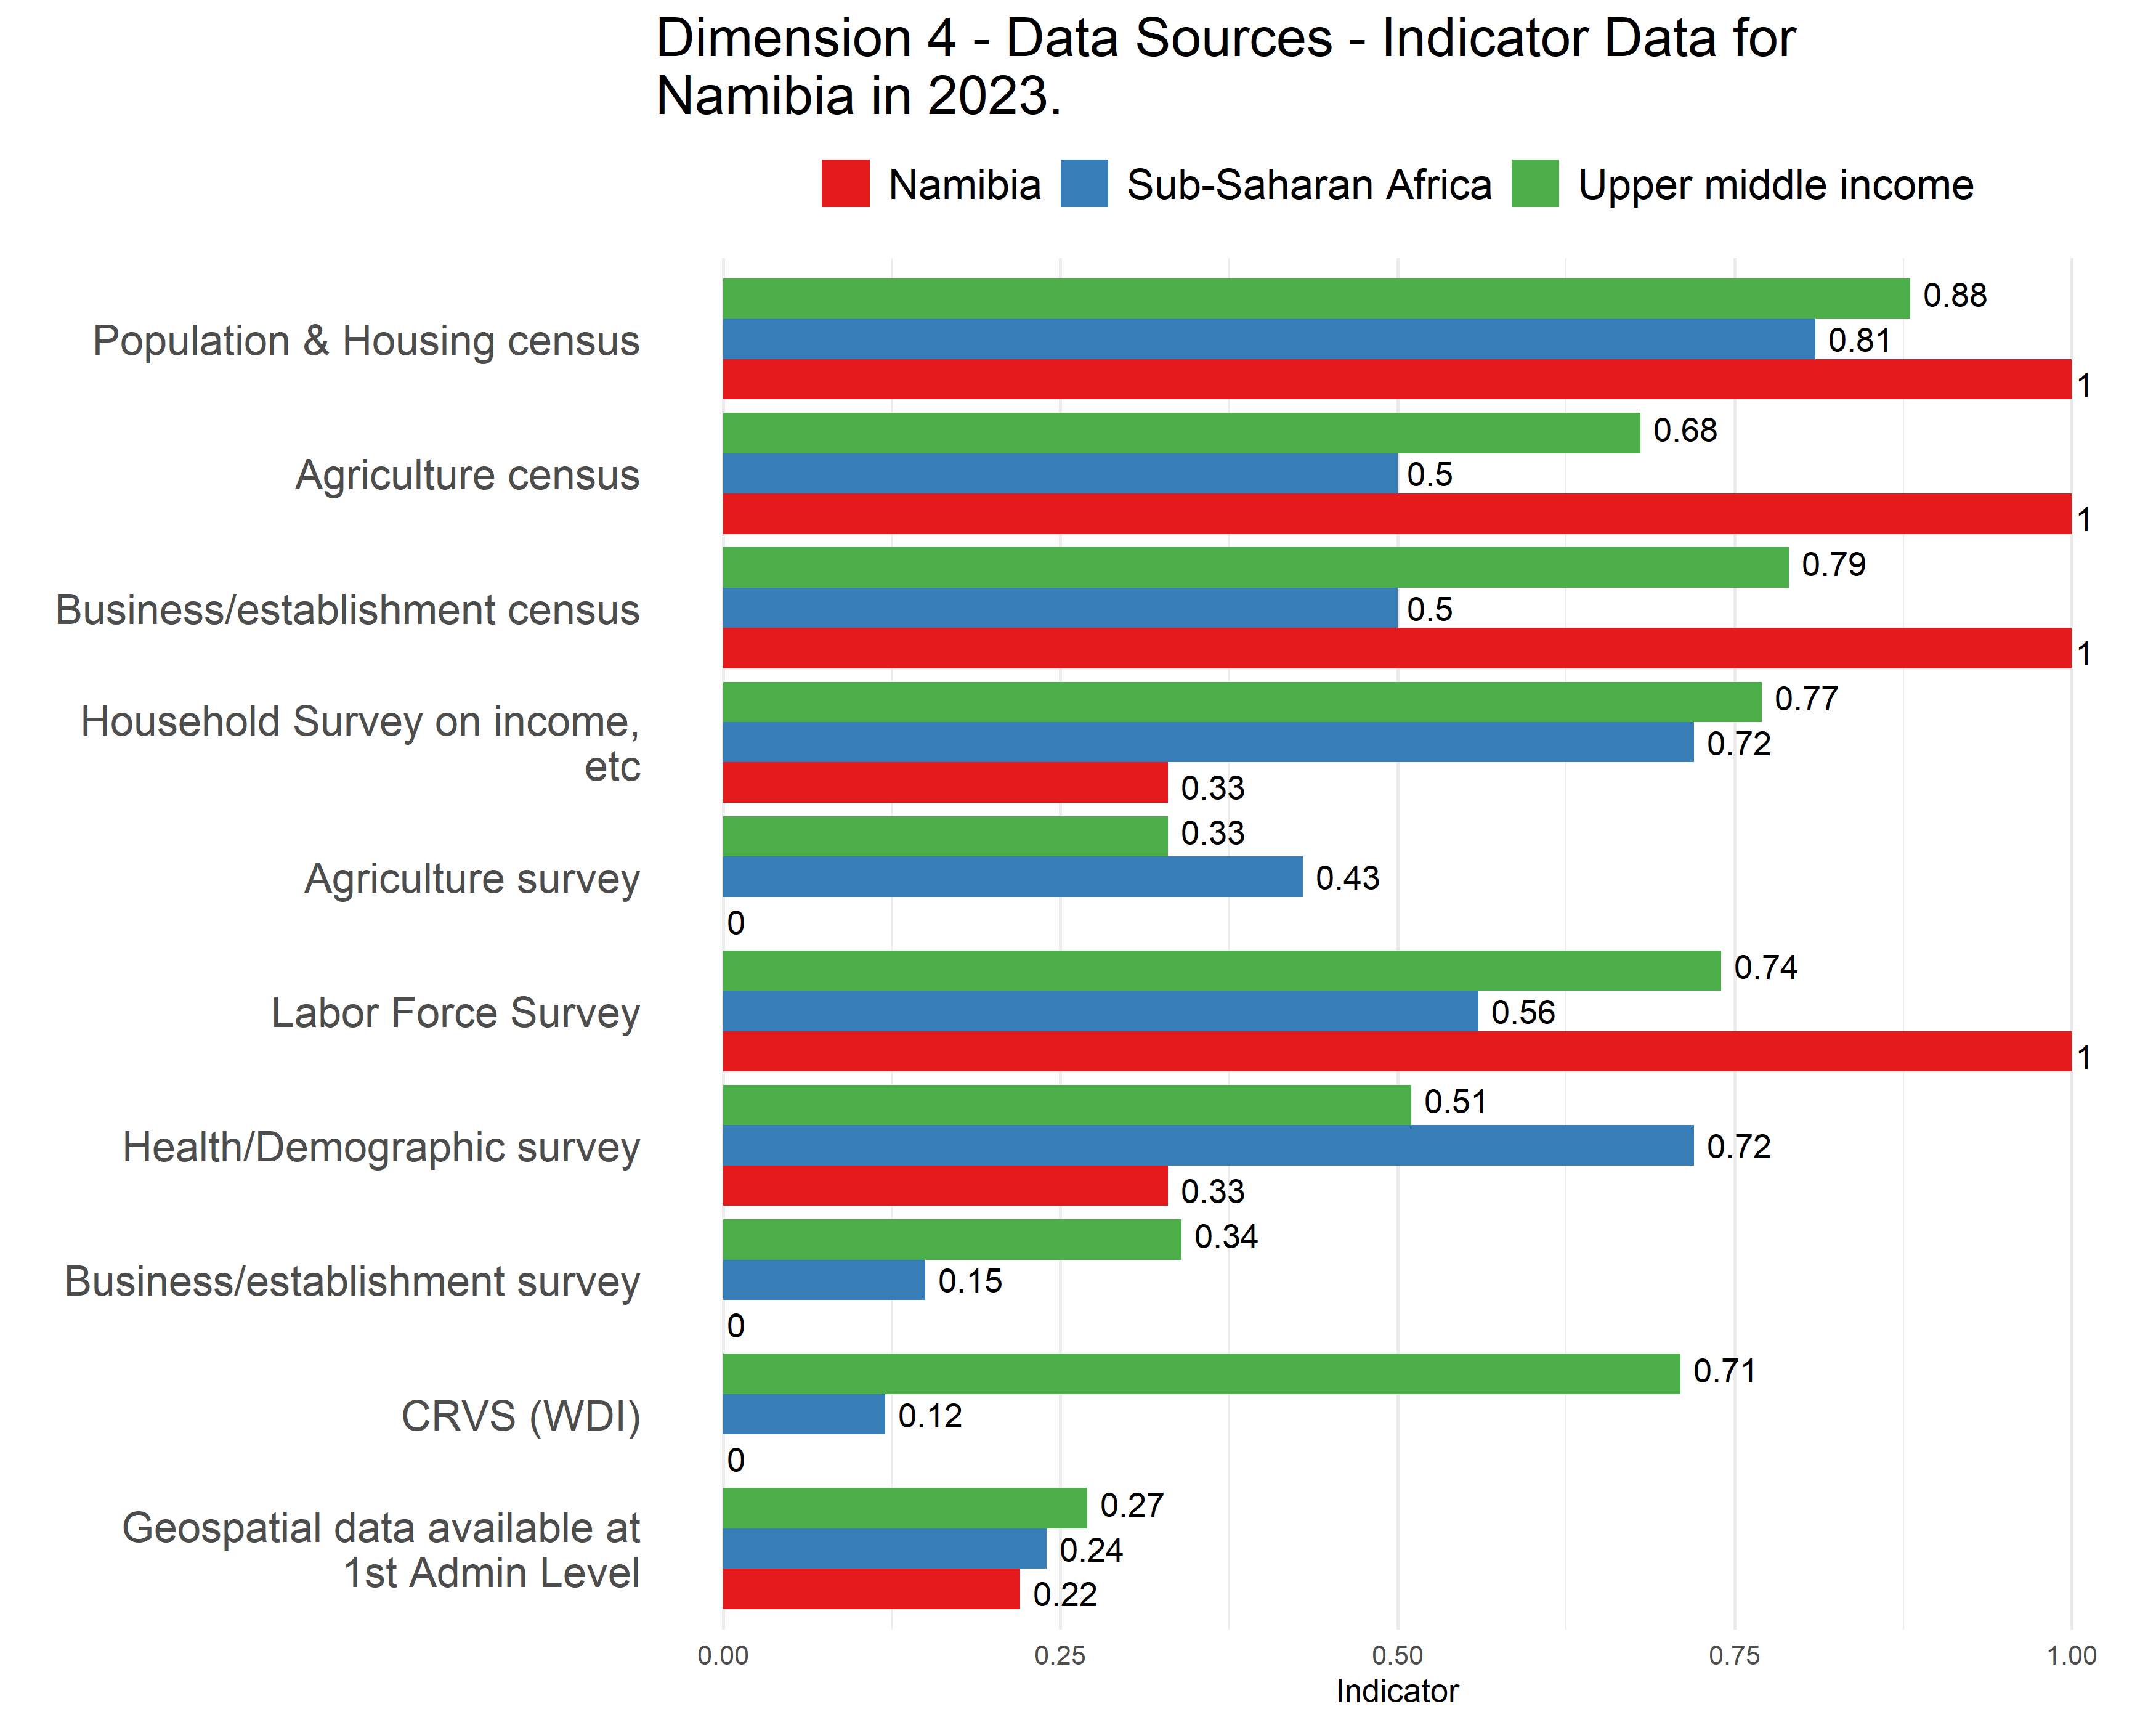 Dimension 4 - Data Sources - Indicator Data for
Namibia in 2023.
Namibia
Sub-Saharan Africa
Upper middle income
Population & Housing census
0.88
0.81
1
Agriculture census
0.68
0.5
1
Business/establishment census
0.79
0.5
1
Household Survey on income,
etc
0.77
0.72
0.33
Agriculture survey
0.33
0.43
0
Labor Force Survey
0.74
0.56
1
Health/Demographic survey
0.51
0.72
0.33
Business/establishment survey
0.34
0.15
0
CRVS (WDI)
0.71
0.12
0
Geospatial data available at
1st Admin Level
0.27
0.24
0.22
0.00
0.25
0.50
0.75
1.00
Indicator